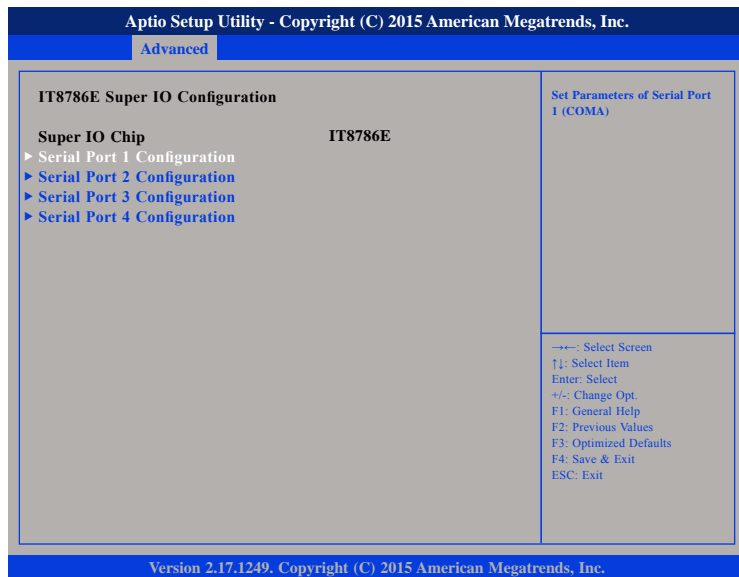 Aptio Setup Utility - Copyright (C) 2015 American Megatrends, Inc.
Advanced
IT8786E Super IO Configuration
Super IO Chip IT8786E
▶ Serial Port 1 Configuration
▶ Serial Port 2 Configuration
▶ Serial Port 3 Configuration
▶ Serial Port 4 Configuration
Set Parameters of Serial Port
1 (COMA)
→←: Select Screen
↑↓: Select Item
Enter: Select
+/-: Change Opt.
F1: General Help
F2: Previous Values
F3: Optimized Defaults
F4: Save & Exit
ESC: Exit
Version 2.17.1249. Copyright (C) 2015 American Megatrends, Inc.